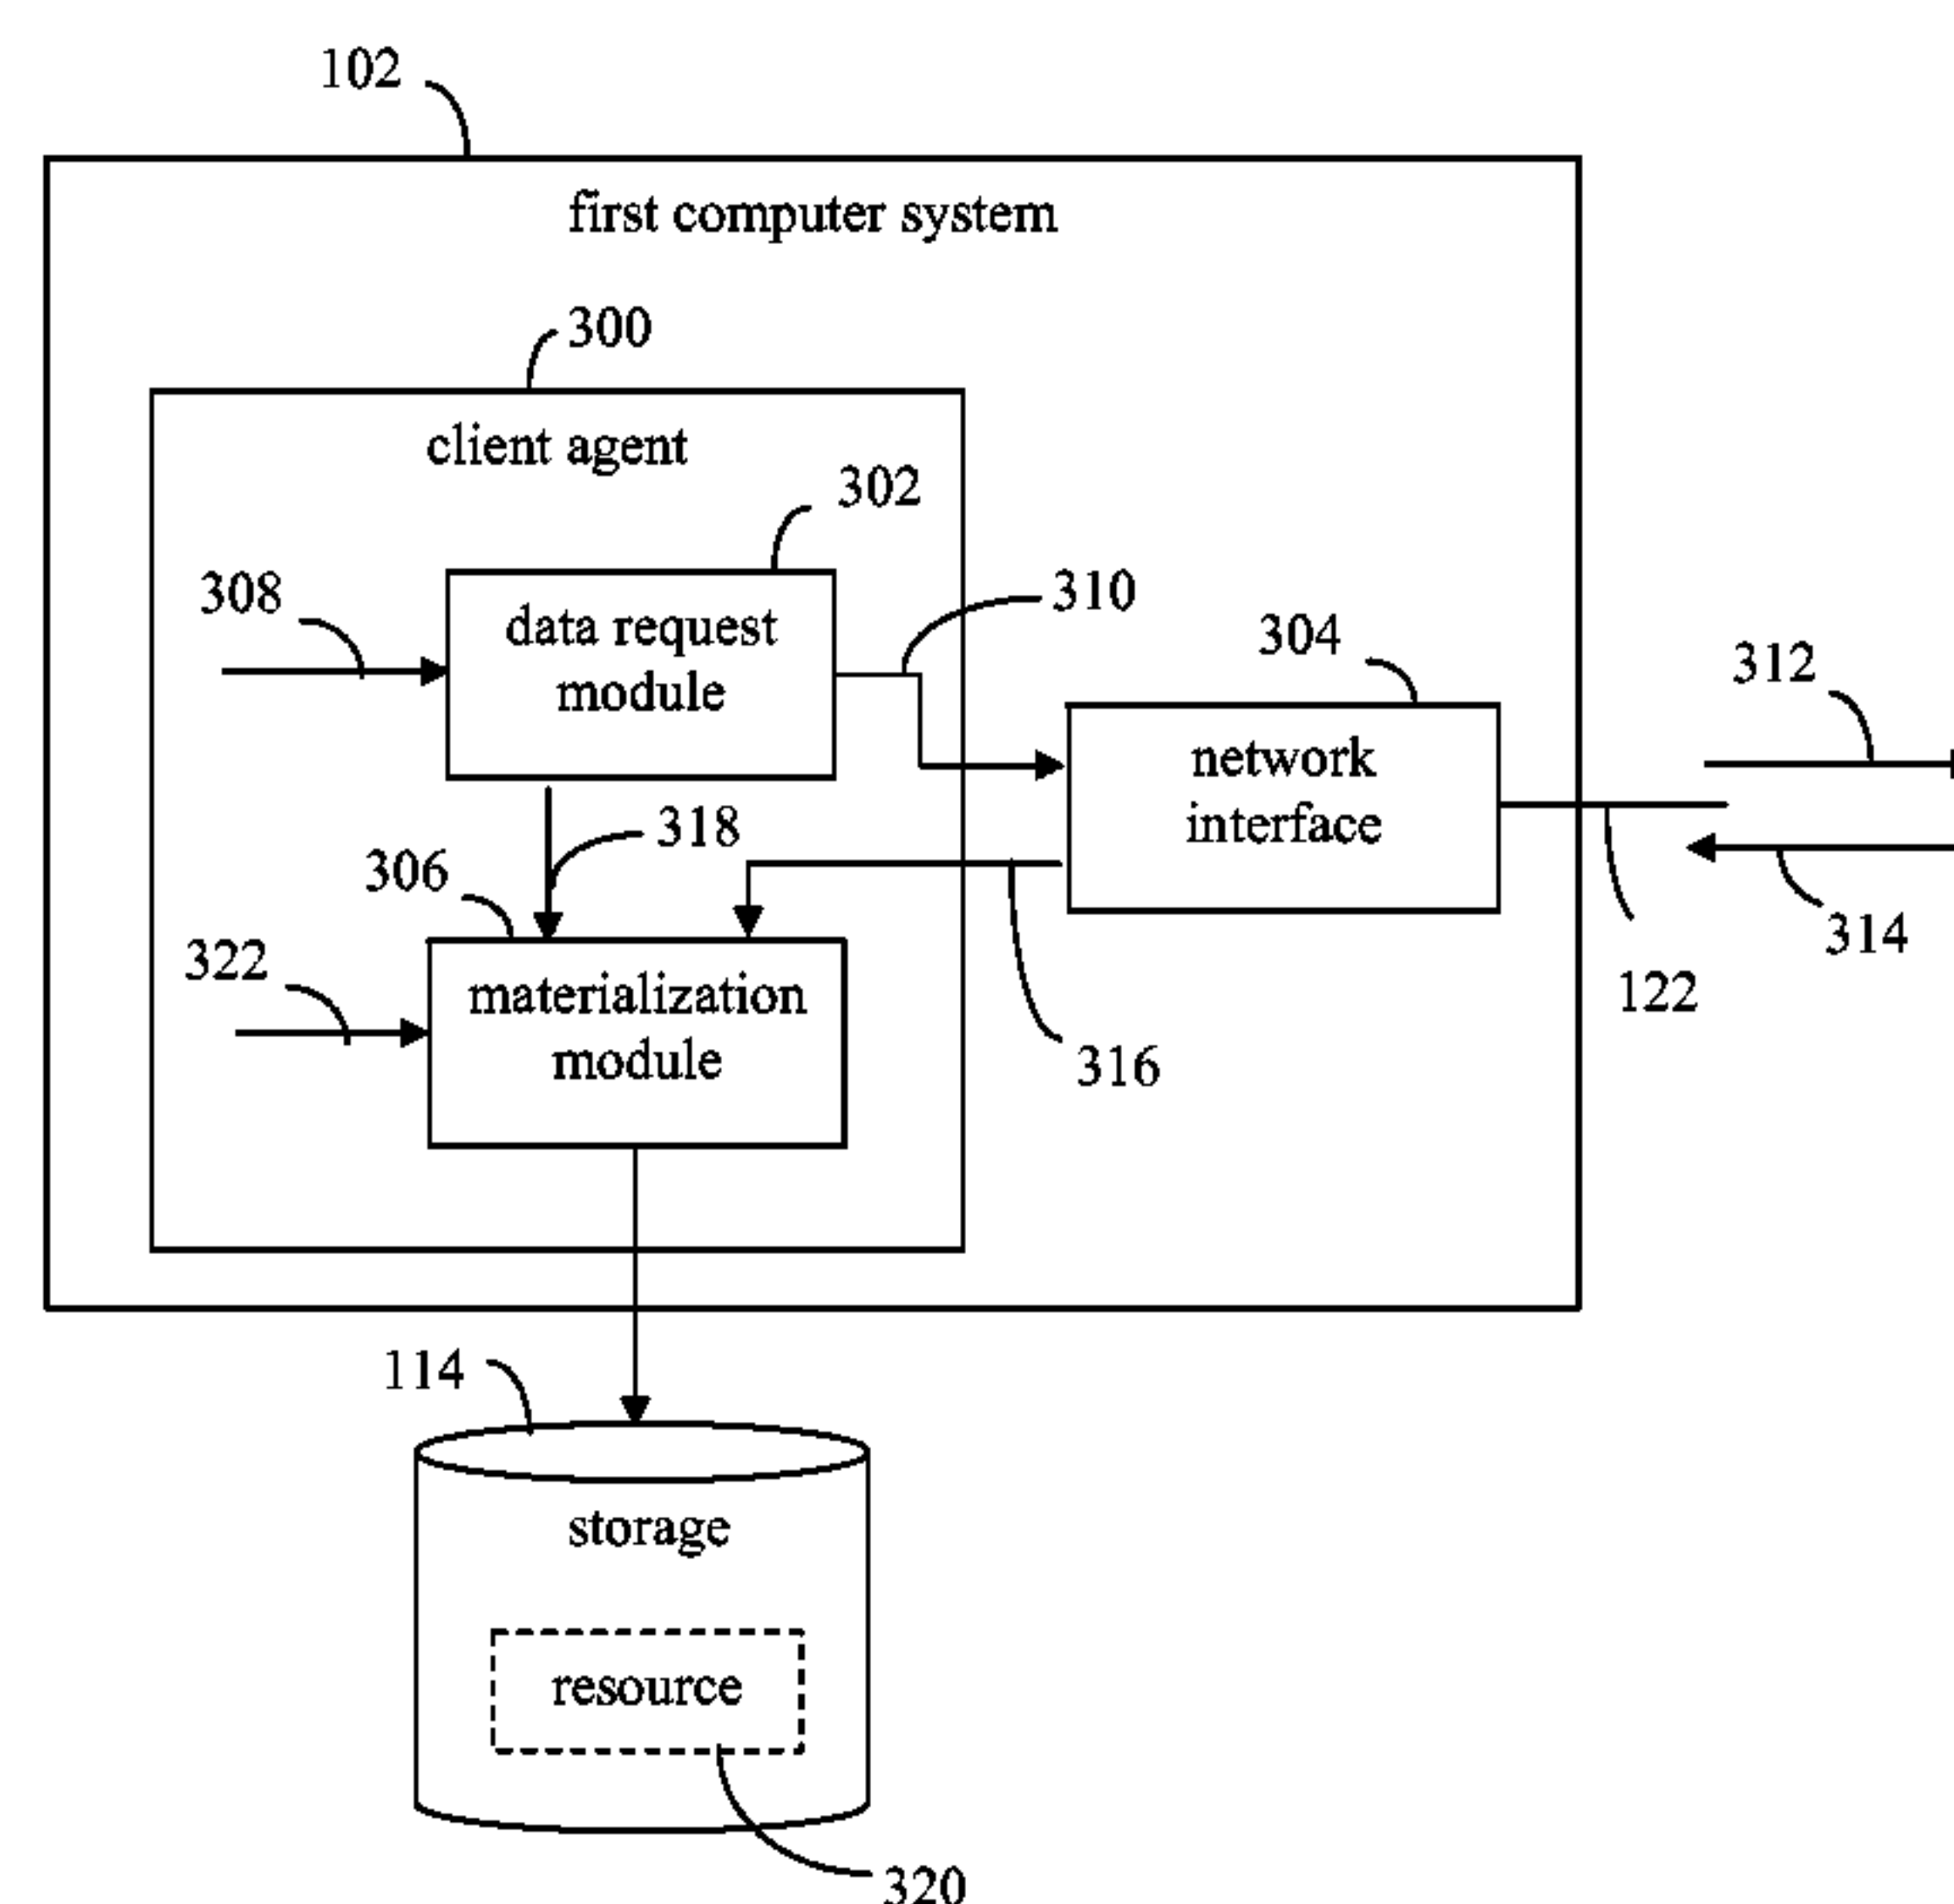 102
first computer system
300
client agent
302
308
data request
module
310
304
312
network
interface
318
306
314
322
122
materialization
module
316
114
storage
resource
320